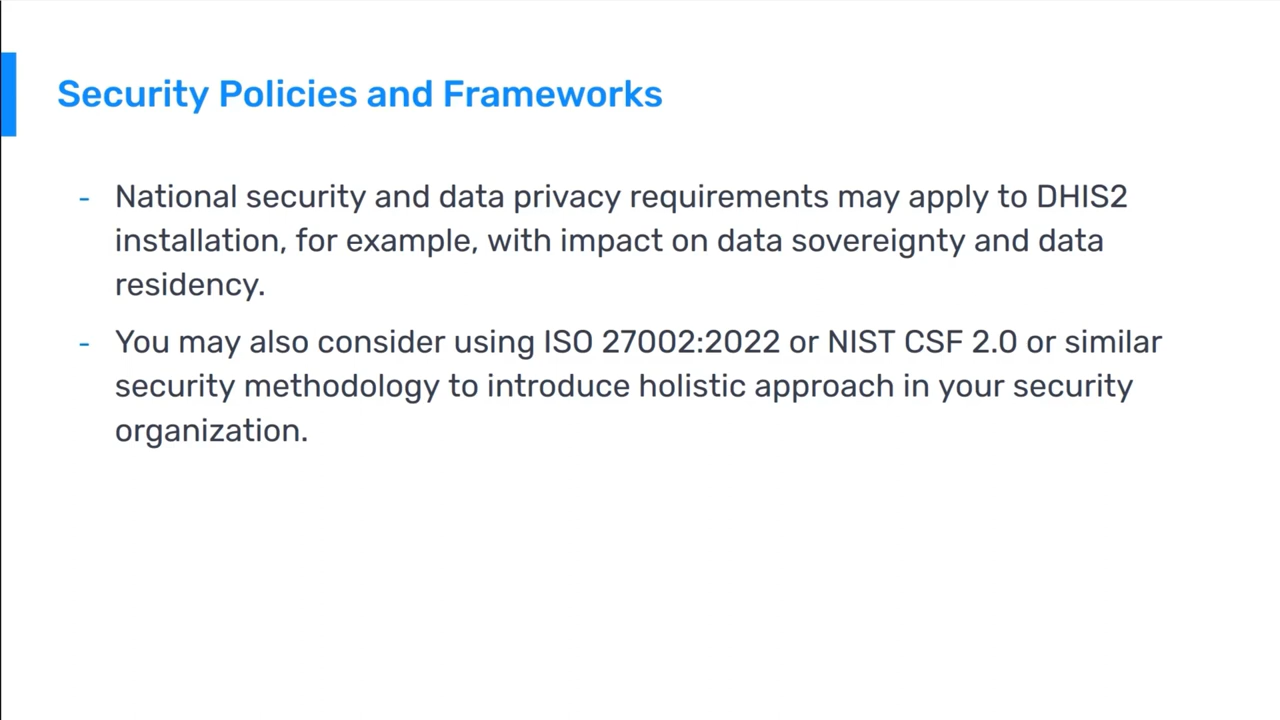 Security Policies and Frameworks
- National security and data privacy requirements may apply to DHIS2
installation, for example, with impact on data sovereignty and data
residency.
- You may also consider using ISO 27002:2022 or NIST CSF 2.0 or similar
security methodology to introduce holistic approach in your security
organization.